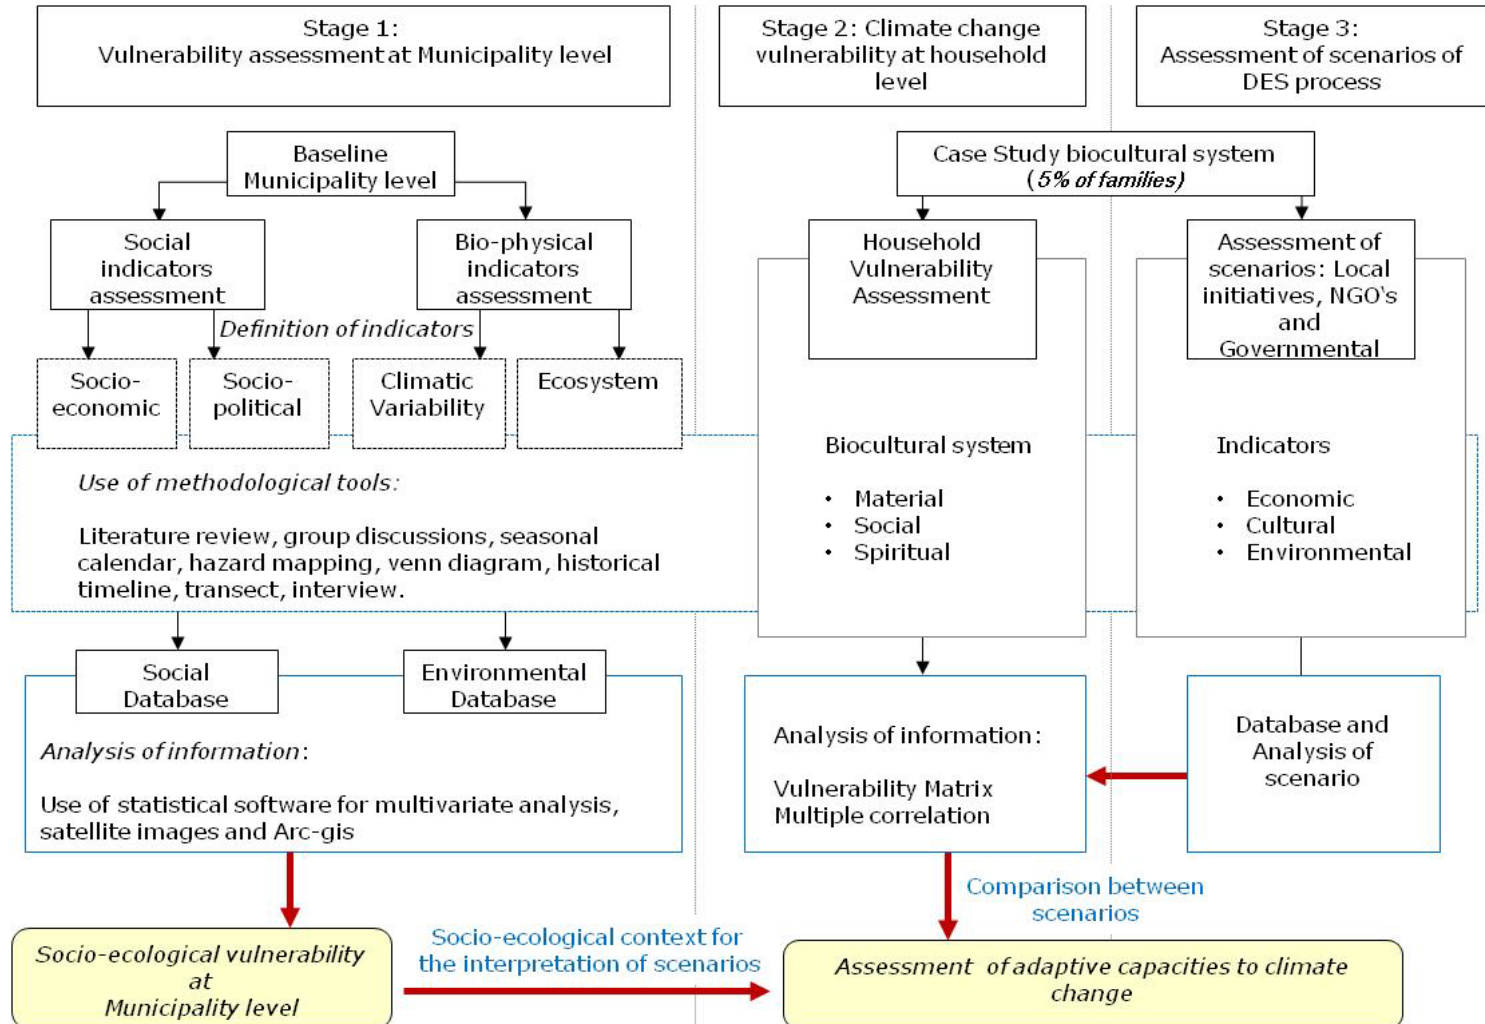 Stage 1:
Vulnerability assessment at Municipality level
Stage 2: Climate change
vulnerability at household
level
Stage 3:
Assessment of scenarios of
DES process
Baseline
Municipality level
Case Study biocultural system
(5% of families)
Social
indicators
assessment
Bio-physical
indicators
assessment
Household
Vulnerability
Assessment
Assessment of
scenarios: Local
initiatives, NGO's
and
Governmental
Definition of indicators
Socio-
economic
Socio-
political
Climatic
Variability
Ecosystem
Use of methodological tools:
Literature review, group discussions, seasonal
calendar, hazard mapping, venn diagram, historical
timeline, transect, interview.
Biocultural system
• Material
• Social
• Spiritual
Indicators
• Economic
• Cultural
• Environmental
Social
Database
Environmental
Database
Analysis of information:
Use of statistical software for multivariate analysis,
satellite images and Arc-gis
Analysis of information:
Vulnerability Matrix
Multiple correlation
Database and
Analysis of
scenario
Comparison between
scenarios
Socio-ecological vulnerability
at
Municipality level
Socio-ecological context for
the interpretation of scenarios
Assessment of adaptive capacities to climate
change